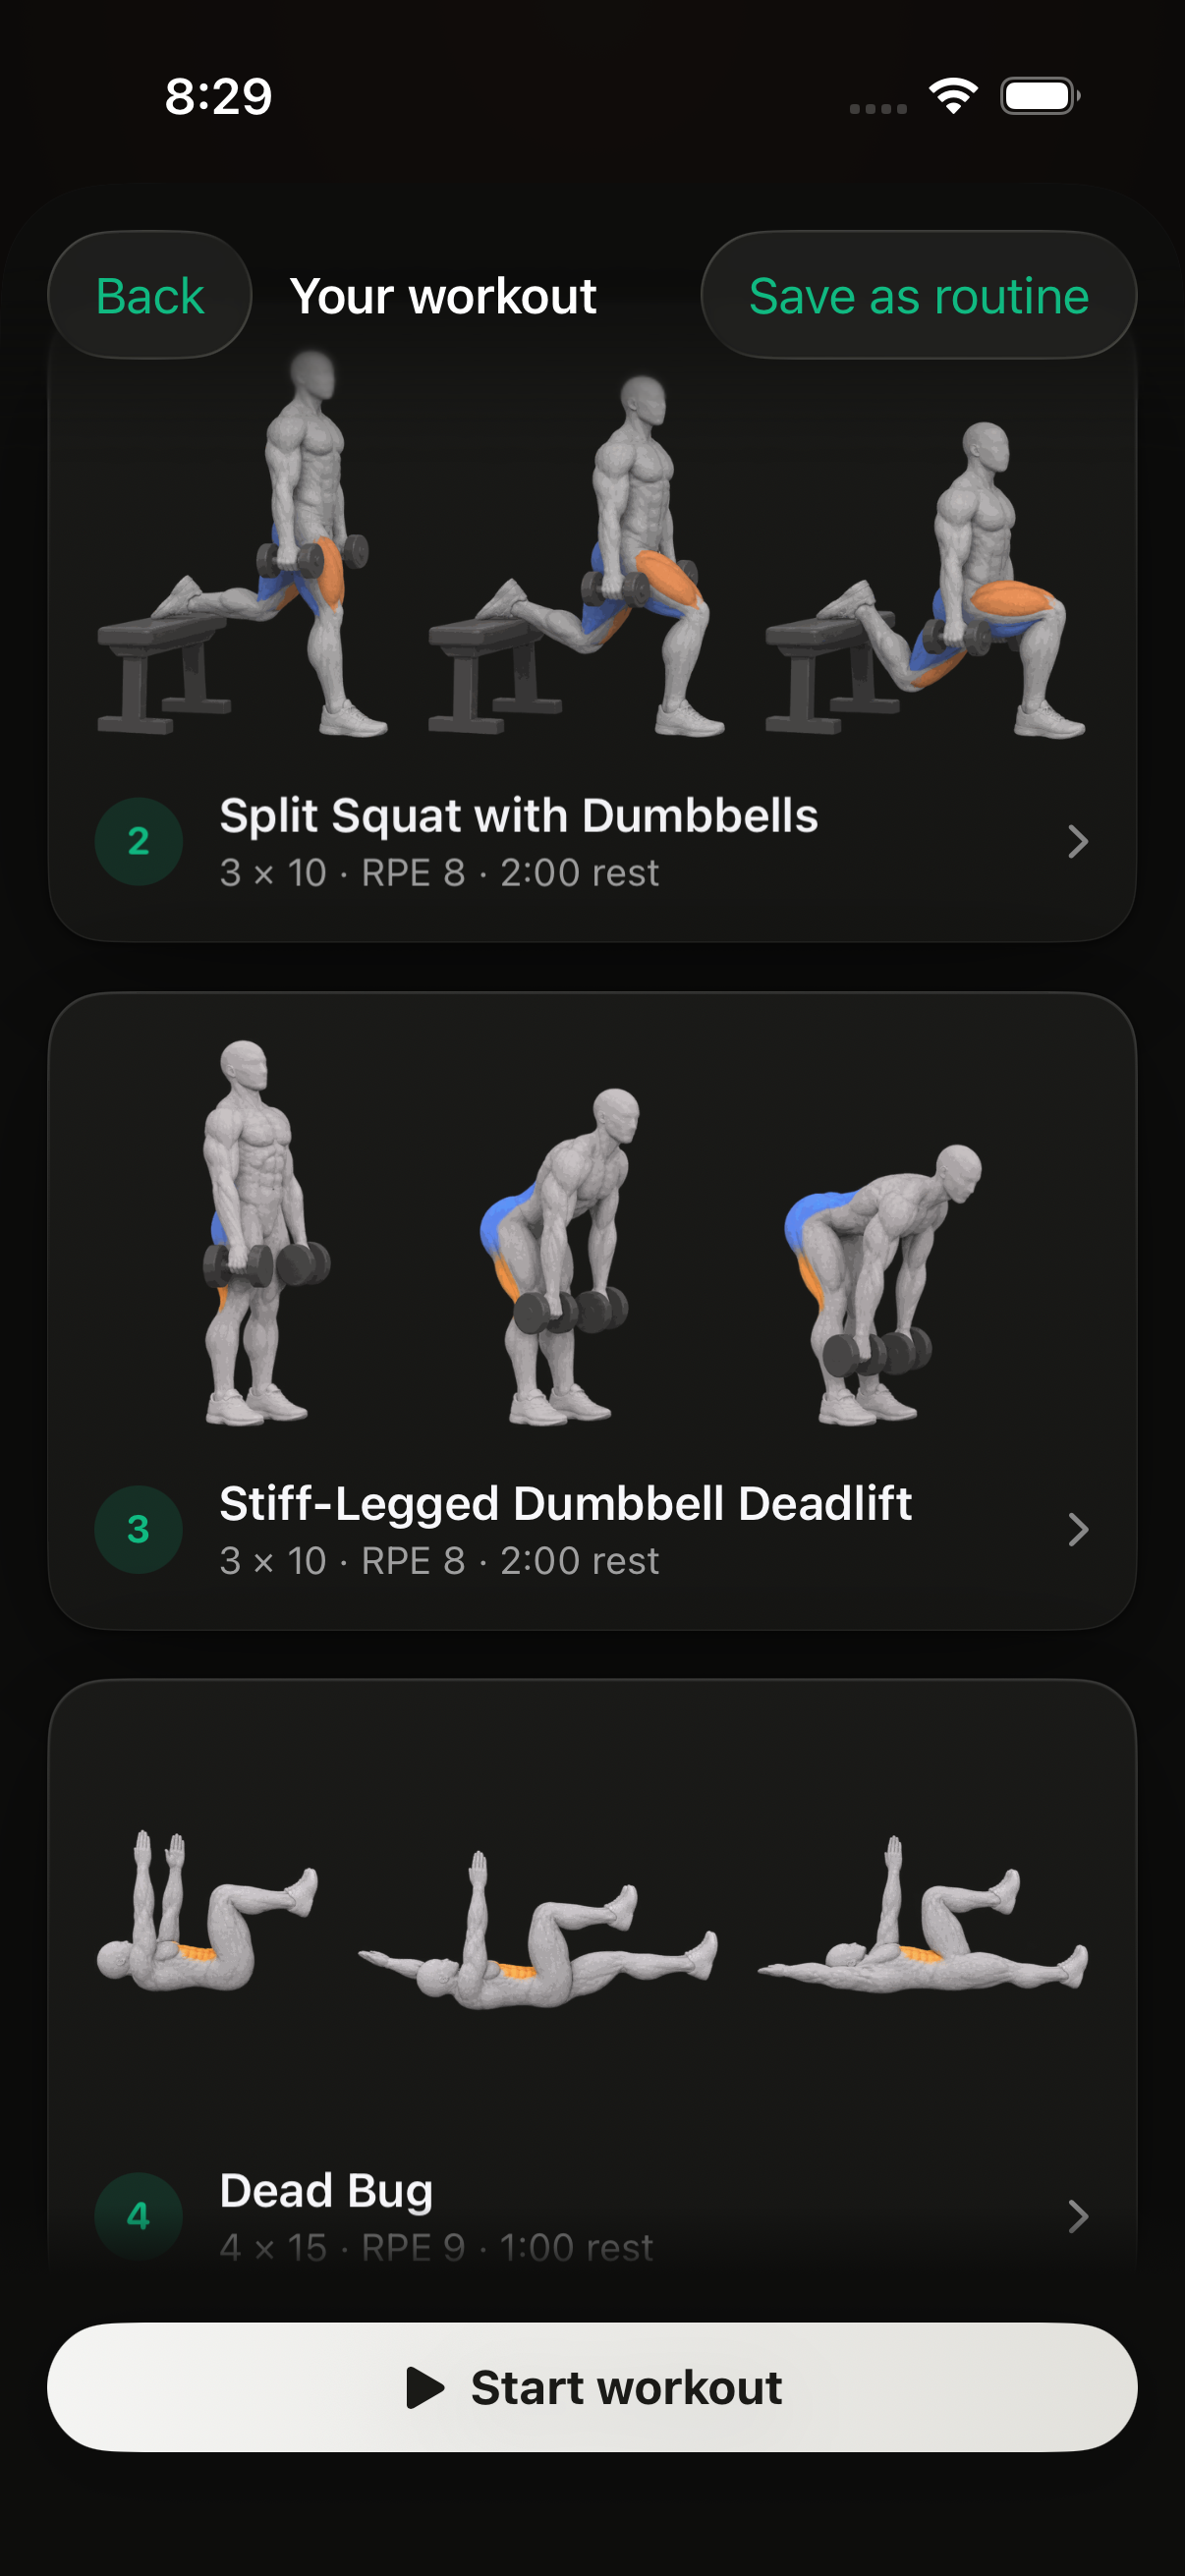 8:29
Back
Your workout
Save as routine
2
Split Squat with Dumbbells
3 × 10 · RPE 8 · 2:00 rest
3
Stiff-Legged Dumbbell Deadlift
3 × 10 · RPE 8 · 2:00 rest
4
Dead Bug
4 × 15 · RPE 9 · 1:00 rest
Start workout